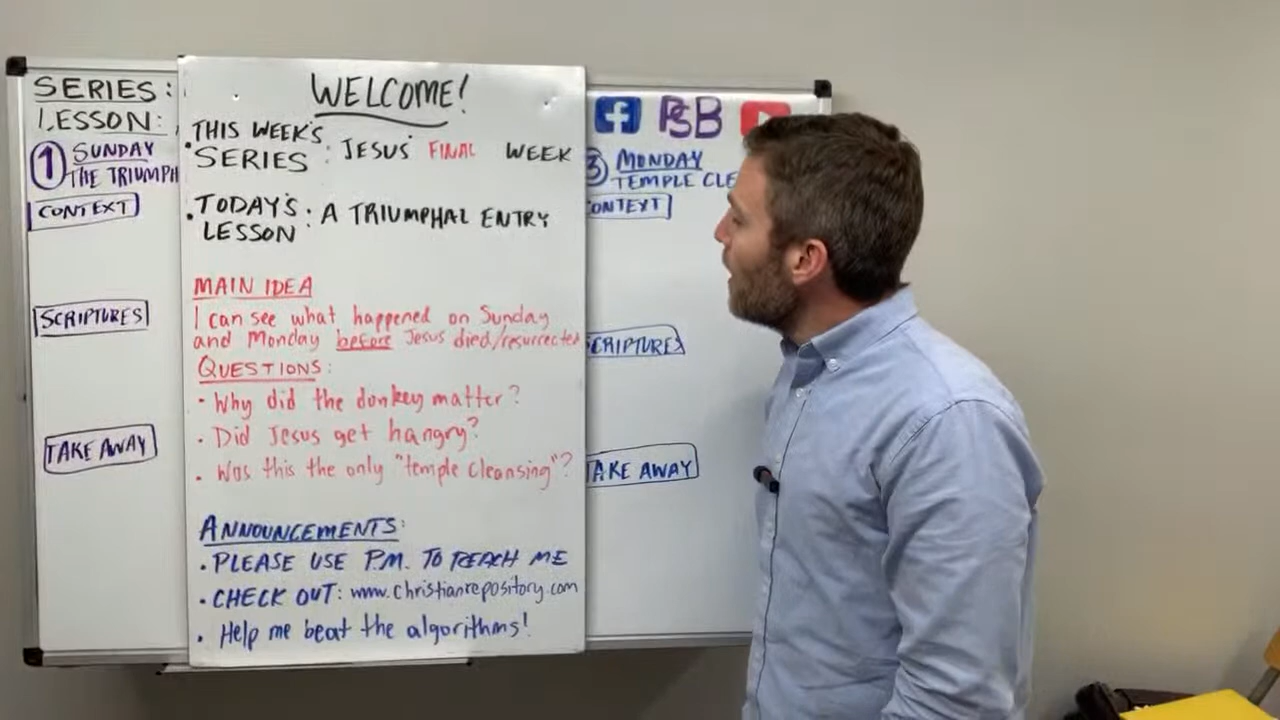 SERIES:
LESSON:
1 SUNDAY
THE TRIUMPH
CONTEXT
SCRIPTURES
TAKE AWAY
WELCOME!
• THIS WEEK'S
SERIES : JESUS' FINAL WEEK
• TODAY'S
LESSON : A TRIUMPHAL ENTRY
MAIN IDEA
I can see what happened on Sunday
and Monday before Jesus died/resurrected
QUESTIONS:
• Why did the donkey matter?
• Did Jesus get hangry?
• Was this the only "temple cleansing"?
ANNOUNCEMENTS:
• PLEASE USE P.M. TO REACH ME
• CHECK OUT: www.christianrepository.com
• Help me beat the algorithms!
f PSB
3 MONDAY
TEMPLE CLE
ONTEXT
CRIPTURES
TAKE AWAY